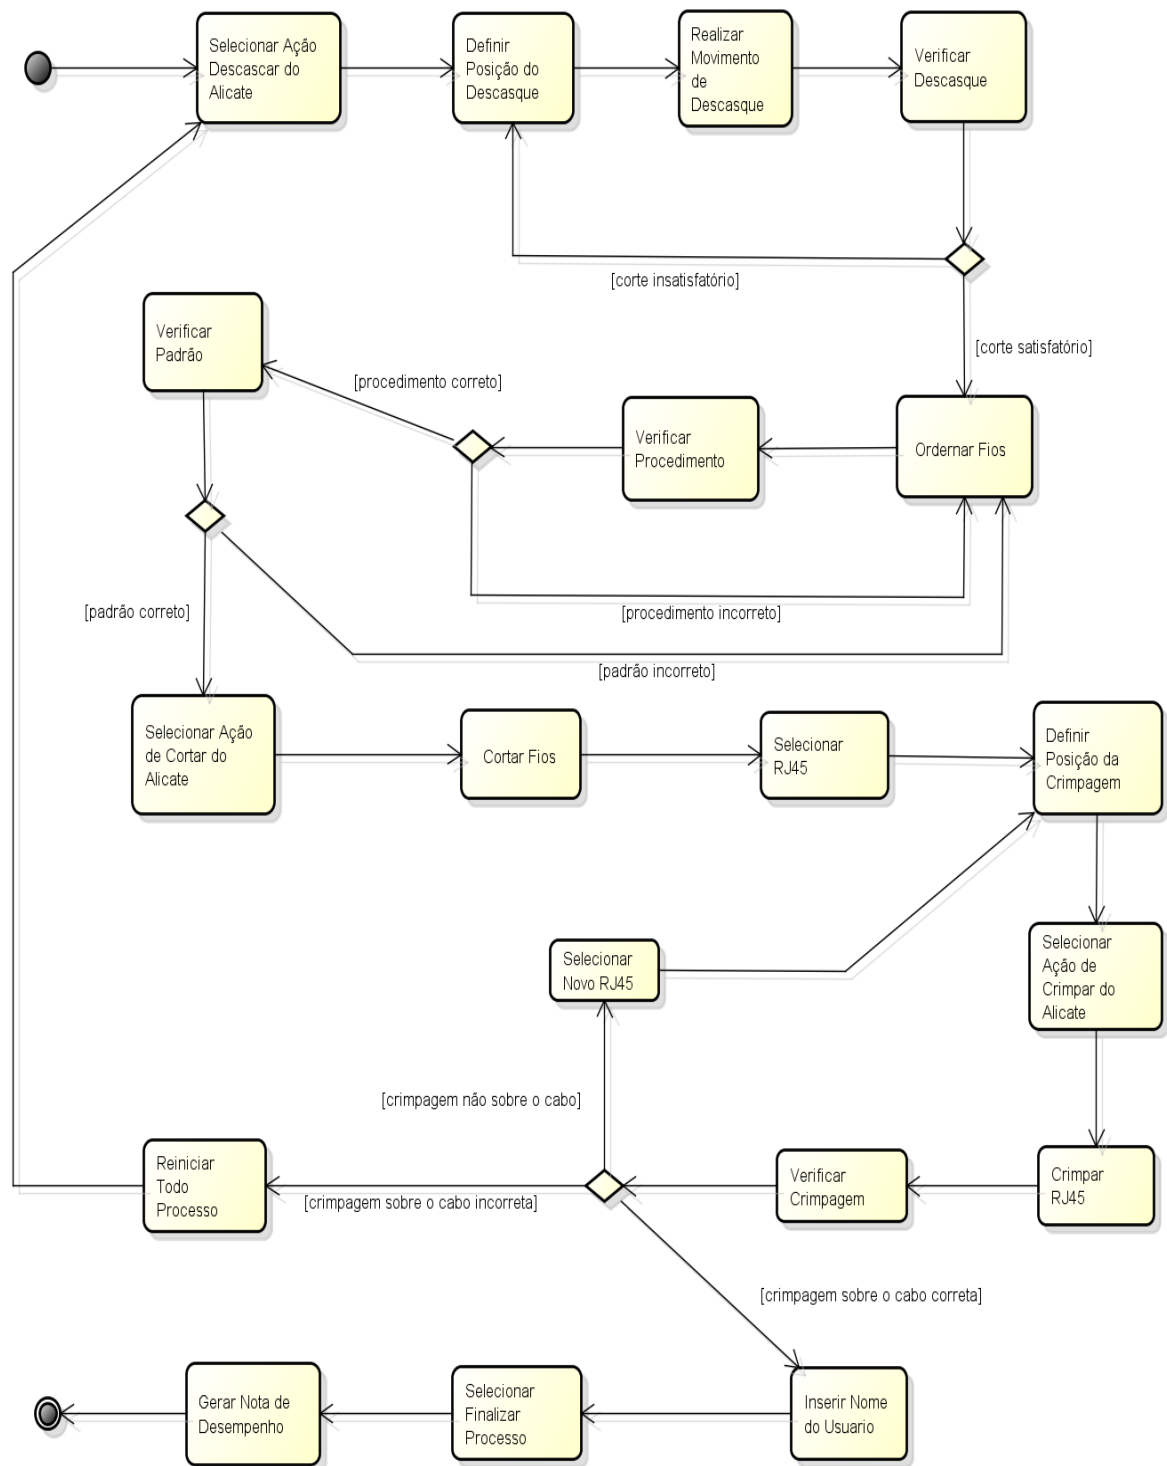 Selecionar Ação
Descascar do
Alicate
Definir
Posição do
Descasque
Realizar
Movimento
de
Descasque
Verificar
Descasque
[corte insatisfatório]
[corte satisfatório]
Verificar
Padrão
[procedimento correto]
Verificar
Procedimento
Ordernar Fios
[procedimento incorreto]
[padrão correto]
[padrão incorreto]
Selecionar Ação
de Cortar do
Alicate
Cortar Fios
Selecionar
RJ45
Definir
Posição da
Crimpagem
Selecionar
Novo RJ45
Selecionar
Ação de
Crimpar do
Alicate
[crimpagem não sobre o cabo]
Reiniciar
Todo
Processo
[crimpagem sobre o cabo incorreta]
Verificar
Crimpagem
Crimpar
RJ45
[crimpagem sobre o cabo correta]
Gerar Nota de
Desempenho
Selecionar
Finalizar
Processo
Inserir Nome
do Usuario